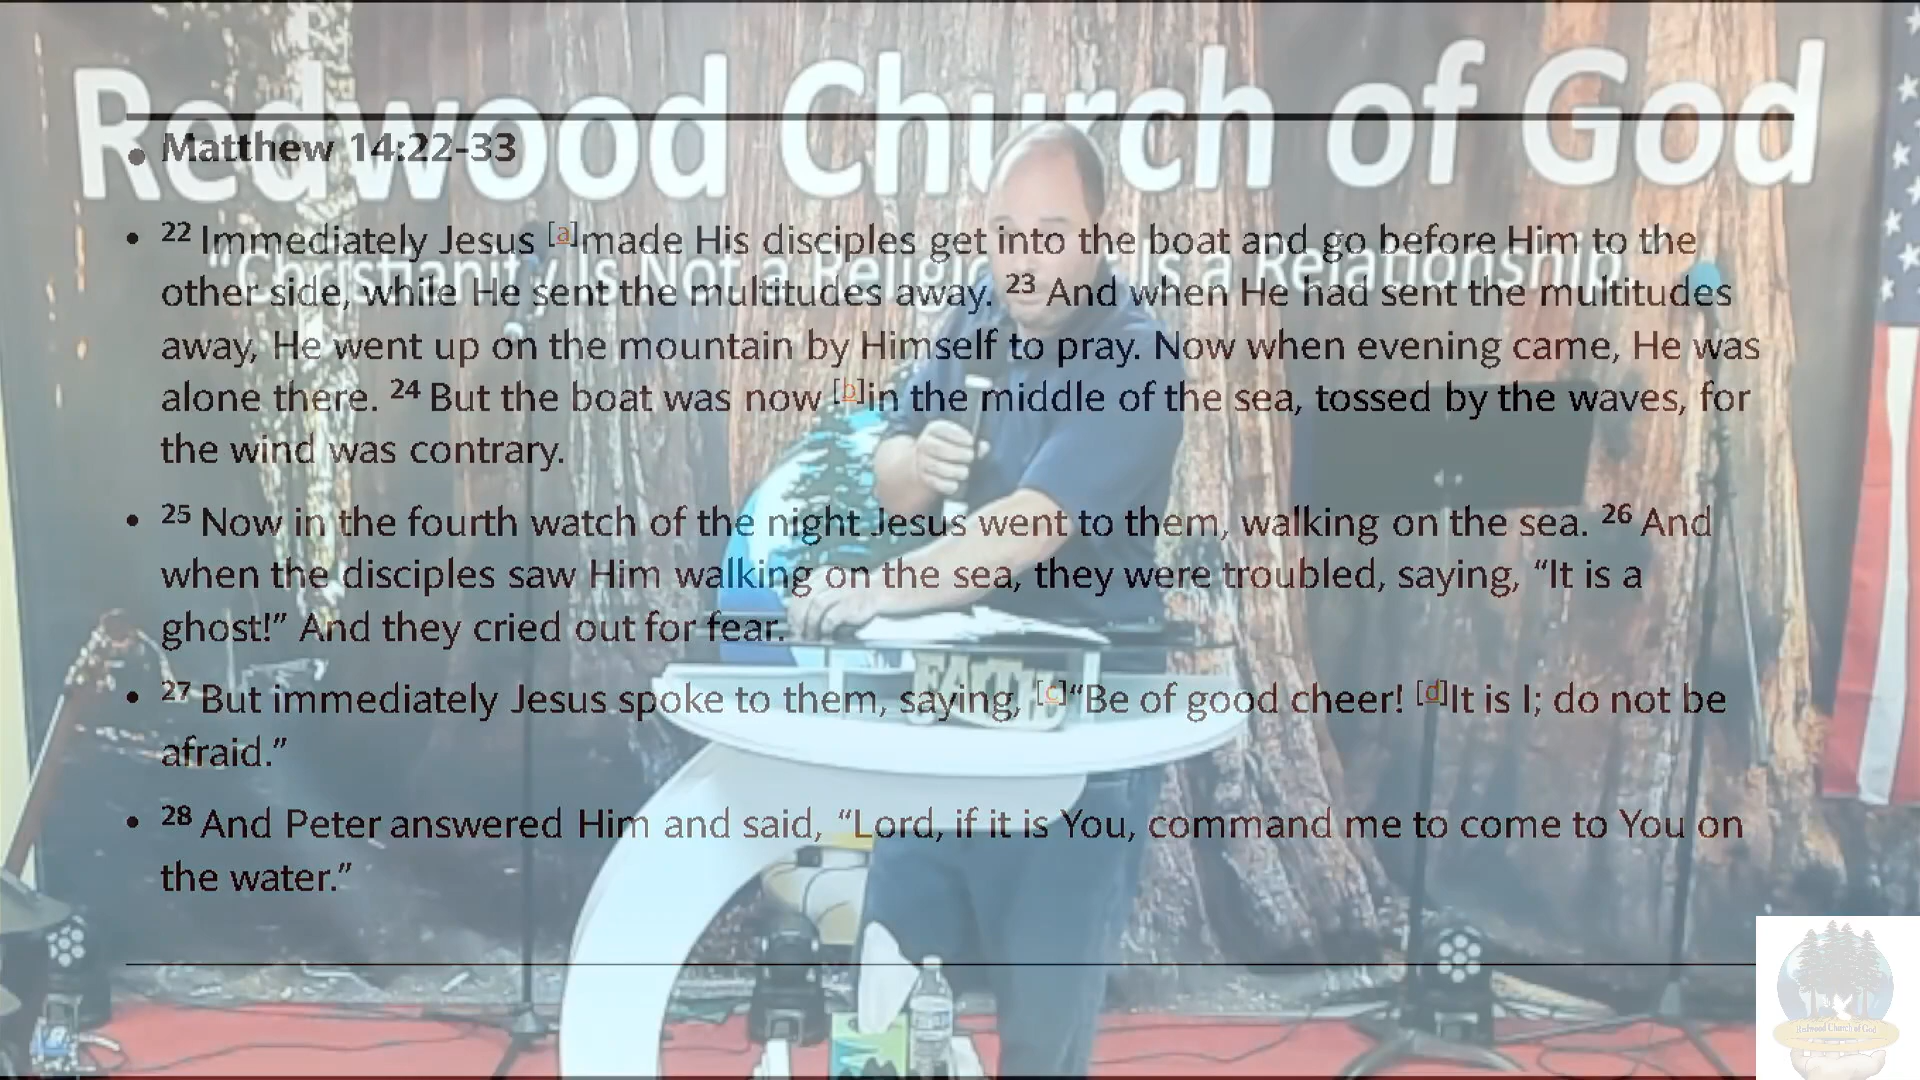 Redwood Church of God
• Matthew 14:22-33
"Christianity Is Not a Religion Is a Relationship
• 22 Immediately Jesus [a]made His disciples get into the boat and go before Him to the
other side, while He sent the multitudes away. 23 And when He had sent the multitudes
away, He went up on the mountain by Himself to pray. Now when evening came, He was
alone there. 24 But the boat was now [b]in the middle of the sea, tossed by the waves, for
the wind was contrary.
• 25 Now in the fourth watch of the night Jesus went to them, walking on the sea. 26 And
when the disciples saw Him walking on the sea, they were troubled, saying, “It is a
ghost!” And they cried out for fear.
• 27 But immediately Jesus spoke to them, saying, [c]“Be of good cheer! [d]It is I; do not be
afraid.”
• 28 And Peter answered Him and said, “Lord, if it is You, command me to come to You on
the water.”
FAITH
Redwood Church of God